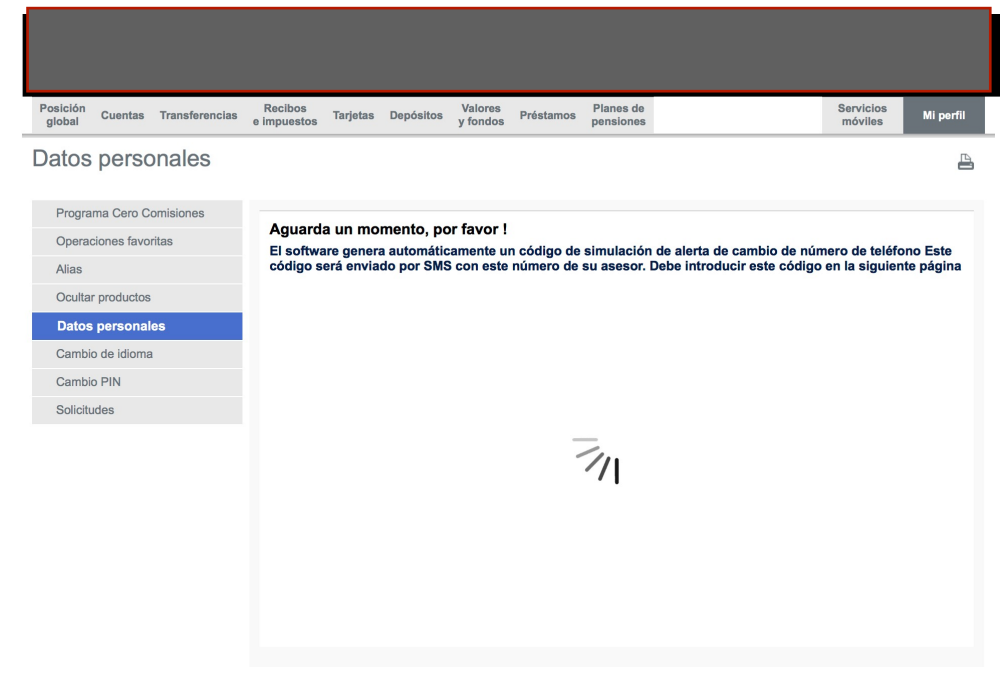 Posición global
Cuentas
Transferencias
Recibos e impuestos
Tarjetas
Depósitos
Valores y fondos
Préstamos
Planes de pensiones
Servicios móviles
Mi perfil
Datos personales
Programa Cero Comisiones
Operaciones favoritas
Alias
Ocultar productos
Datos personales
Cambio de idioma
Cambio PIN
Solicitudes
Aguarda un momento, por favor !
El software genera automáticamente un código de simulación de alerta de cambio de número de teléfono Este
código será enviado por SMS con este número de su asesor. Debe introducir este código en la siguiente página